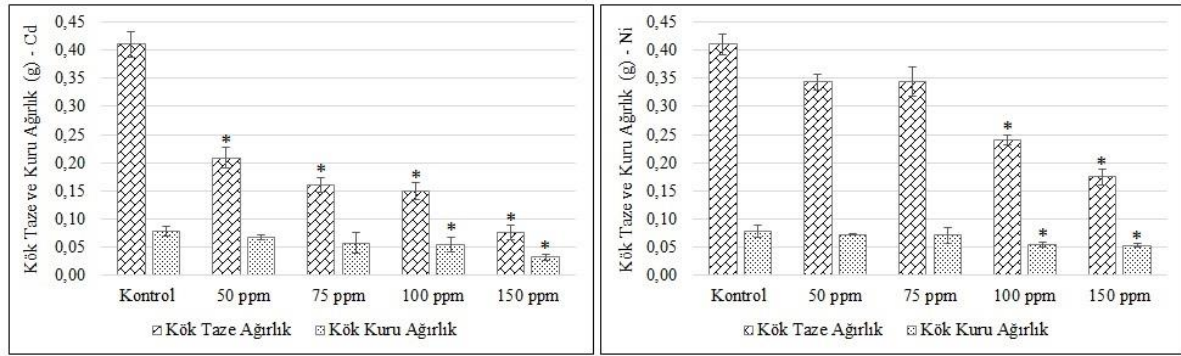 Kök Taze ve Kuru Ağırlık (g) - Cd
0,45
0,40
0,35
0,30
0,25
0,20
0,15
0,10
0,05
0,00
* * * * * *
Kontrol 50 ppm 75 ppm 100 ppm 150 ppm
Kök Taze Ağırlık Kök Kuru Ağırlık
Kök Taze ve Kuru Ağırlık (g) - Ni
0,45
0,40
0,35
0,30
0,25
0,20
0,15
0,10
0,05
0,00
* * * *
Kontrol 50 ppm 75 ppm 100 ppm 150 ppm
Kök Taze Ağırlık Kök Kuru Ağırlık